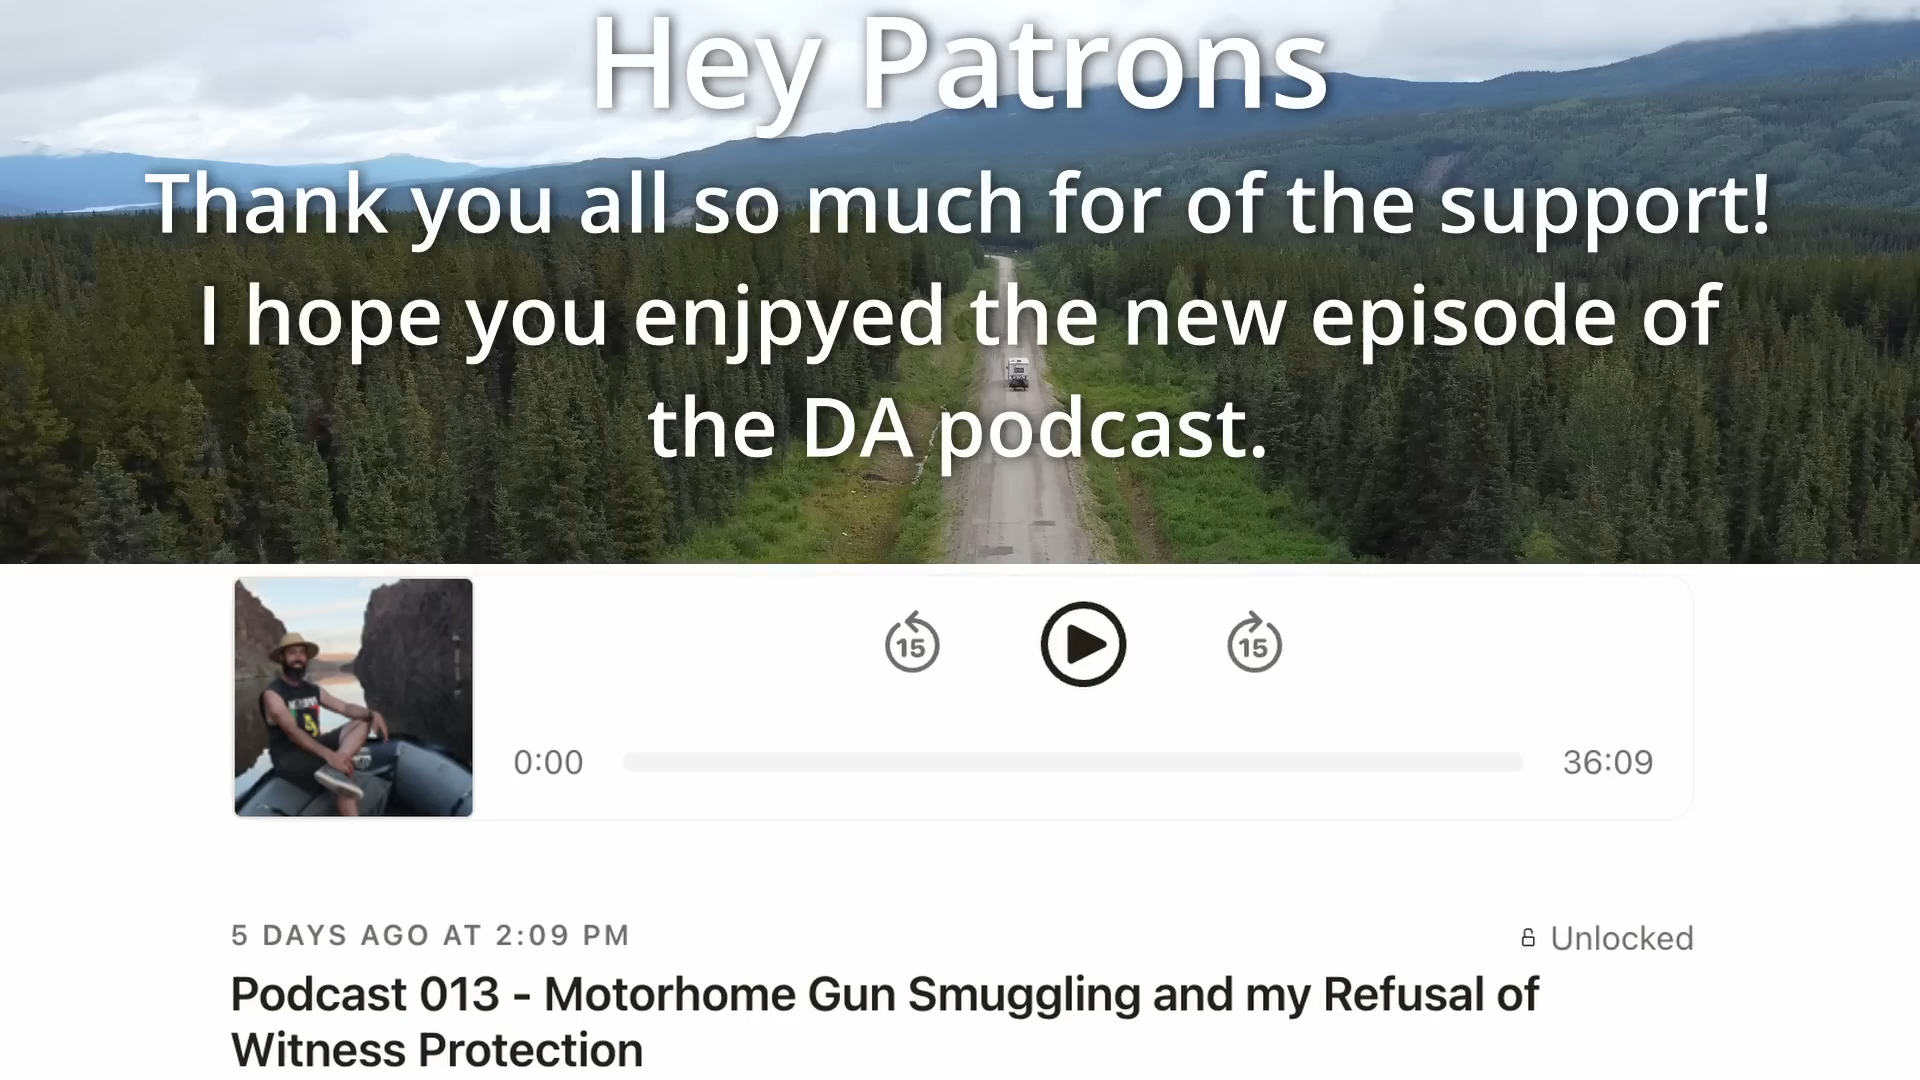 Hey Patrons
Thank you all so much for of the support!
I hope you enjpyed the new episode of
the DA podcast.
15
15
0:00
36:09
5 DAYS AGO AT 2:09 PM
Unlocked
Podcast 013 - Motorhome Gun Smuggling and my Refusal of
Witness Protection